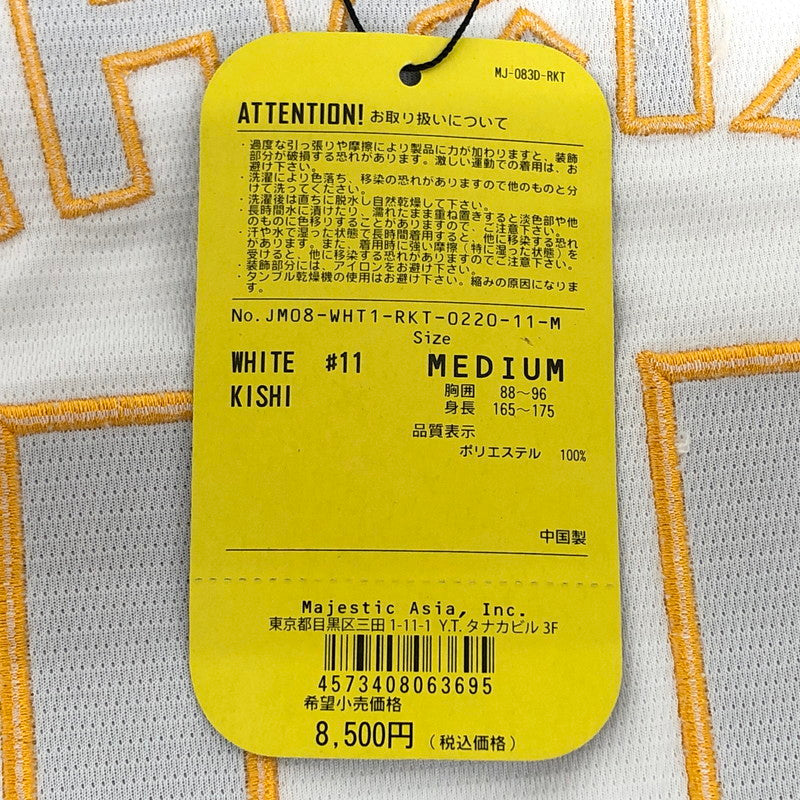 MJ-083D-RKT
ATTENTION! お取り扱いについて
・過度な引っ張りや摩擦により製品に力が加わりますと、装飾
部分が破損する恐れがあります。激しい運動での着用は、お
避け下さい。
・洗濯により色落ち、移染の恐れがありますので他のものと分
けて洗ってください。
・洗濯後は直ちに脱水し自然乾燥して下さい。
・長時間水に漬けたり、濡れたまま重ね置きすると淡色部や他
のものに色移りすることがありますので、ご注意下さい。
・汗や水で湿った状態で長時間着用すると、他に移染する恐れ
があります。また、着用時に強い摩擦（特に湿った状態）を
受けると、他に移染する恐れがありますのでご注意下さい。
・装飾部分には、アイロンをお避け下さい。
・タンブル乾燥機の使用はお避け下さい。縮みの原因になりま
す。
No.JM08-WHT1-RKT-0220-11-M
Size
WHITE #11 MEDIUM
KISHI
胸囲 88～96
身長 165～175
品質表示
ポリエステル 100%
中国製
Majestic Asia, Inc.
東京都目黒区三田 1-11-1 Y.T. タナカビル 3F
4573408063695
希望小売価格
8,500円（税込価格）